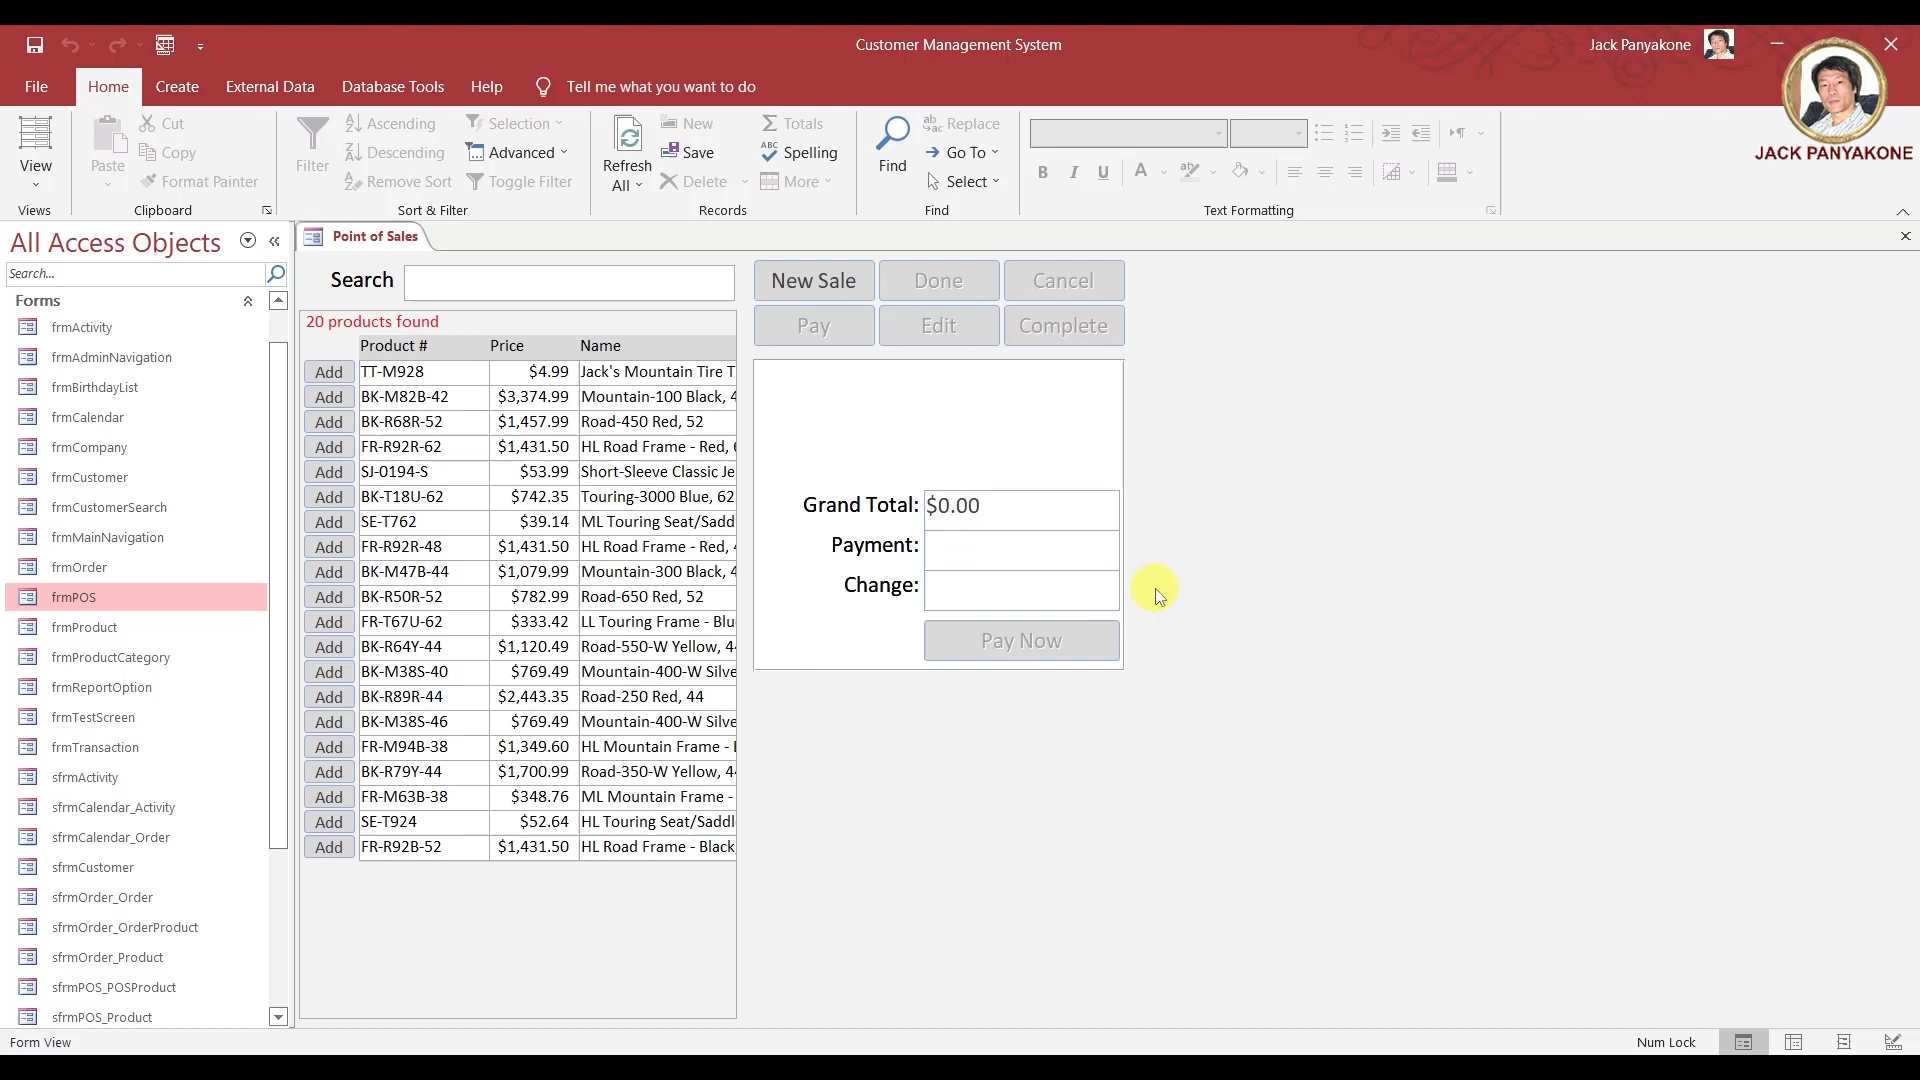 Customer Management System
Jack Panyakone
File Home Create External Data Database Tools Help Tell me what you want to do
JACK PANYAKONE
View
Views
Paste
Cut
Copy
Format Painter
Clipboard
Filter
Ascending
Descending
Remove Sort
Selection
Advanced
Toggle Filter
Sort & Filter
Refresh
All
New
Save
Delete
Totals
Spelling
More
Records
Find
Replace
Go To
Select
Find
Text Formatting
All Access Objects
Search...
Forms
frmActivity
frmAdminNavigation
frmBirthdayList
frmCalendar
frmCompany
frmCustomer
frmCustomerSearch
frmMainNavigation
frmOrder
frmPOS
frmProduct
frmProductCategory
frmReportOption
frmTestScreen
frmTransaction
sfrmActivity
sfrmCalendar_Activity
sfrmCalendar_Order
sfrmCustomer
sfrmOrder_Order
sfrmOrder_OrderProduct
sfrmOrder_Product
sfrmPOS_POSProduct
sfrmPOS_Product
Point of Sales
Search
20 products found
Product # Price Name
Add TT-M928 $4.99 Jack's Mountain Tire T
Add BK-M82B-42 $3,374.99 Mountain-100 Black, 4
Add BK-R68R-52 $1,457.99 Road-450 Red, 52
Add FR-R92R-62 $1,431.50 HL Road Frame - Red, 6
Add SJ-0194-S $53.99 Short-Sleeve Classic Je
Add BK-T18U-62 $742.35 Touring-3000 Blue, 62
Add SE-T762 $39.14 ML Touring Seat/Sadd
Add FR-R92R-48 $1,431.50 HL Road Frame - Red, 4
Add BK-M47B-44 $1,079.99 Mountain-300 Black, 4
Add BK-R50R-52 $782.99 Road-650 Red, 52
Add FR-T67U-62 $333.42 LL Touring Frame - Blu
Add BK-R64Y-44 $1,120.49 Road-550-W Yellow, 44
Add BK-M38S-40 $769.49 Mountain-400-W Silve
Add BK-R89R-44 $2,443.35 Road-250 Red, 44
Add BK-M38S-46 $769.49 Mountain-400-W Silve
Add FR-M94B-38 $1,349.60 HL Mountain Frame -
Add BK-R79Y-44 $1,700.99 Road-350-W Yellow, 44
Add FR-M63B-38 $348.76 ML Mountain Frame -
Add SE-T924 $52.64 HL Touring Seat/Saddl
Add FR-R92B-52 $1,431.50 HL Road Frame - Black
New Sale Done Cancel
Pay Edit Complete
Grand Total: $0.00
Payment:
Change:
Pay Now
Form View
Num Lock